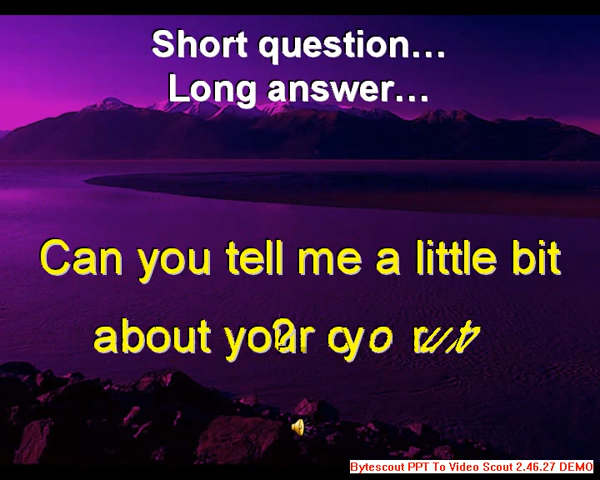 Short question…
Long answer…
Can you tell me a little bit
about your
Bytescout PPT To Video Scout 2.46.27 DEMO